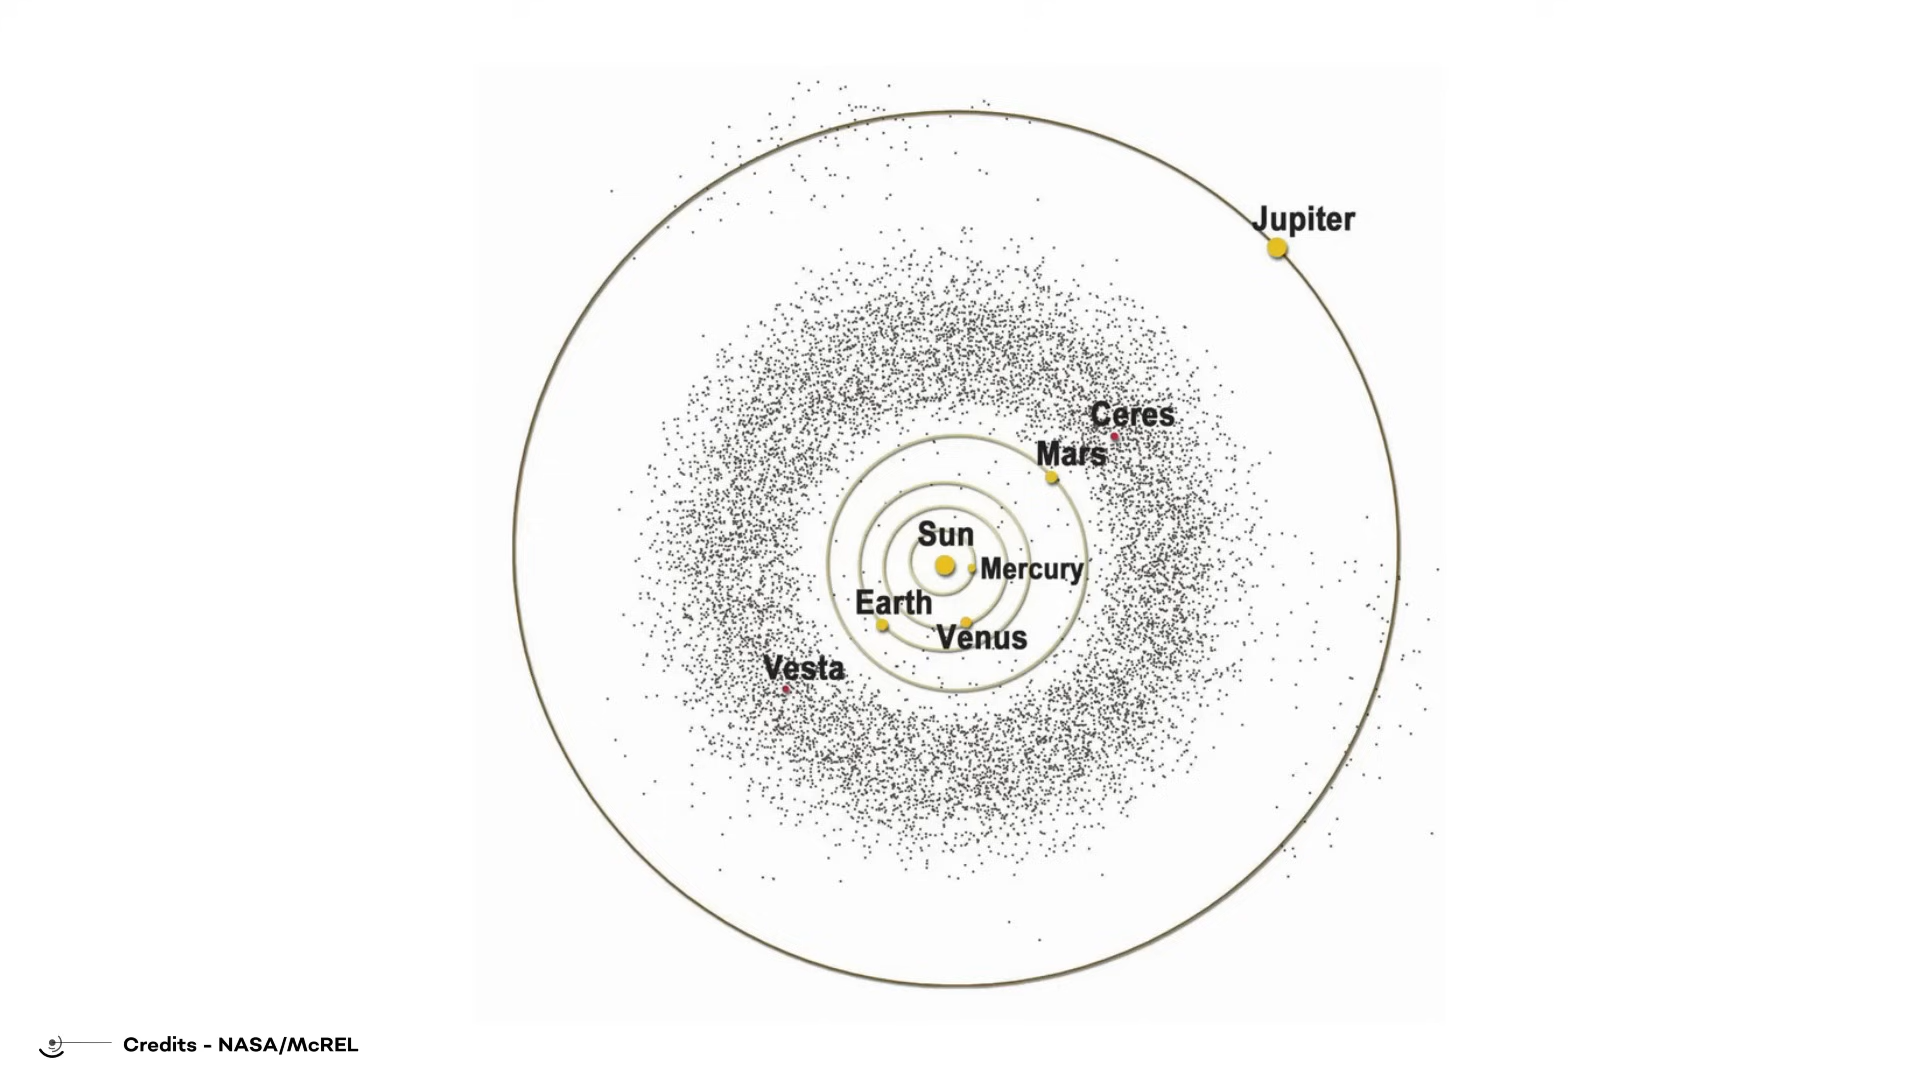 Jupiter
Ceres
Mars
Sun
Mercury
Earth
Venus
Vesta
Credits - NASA/McREL